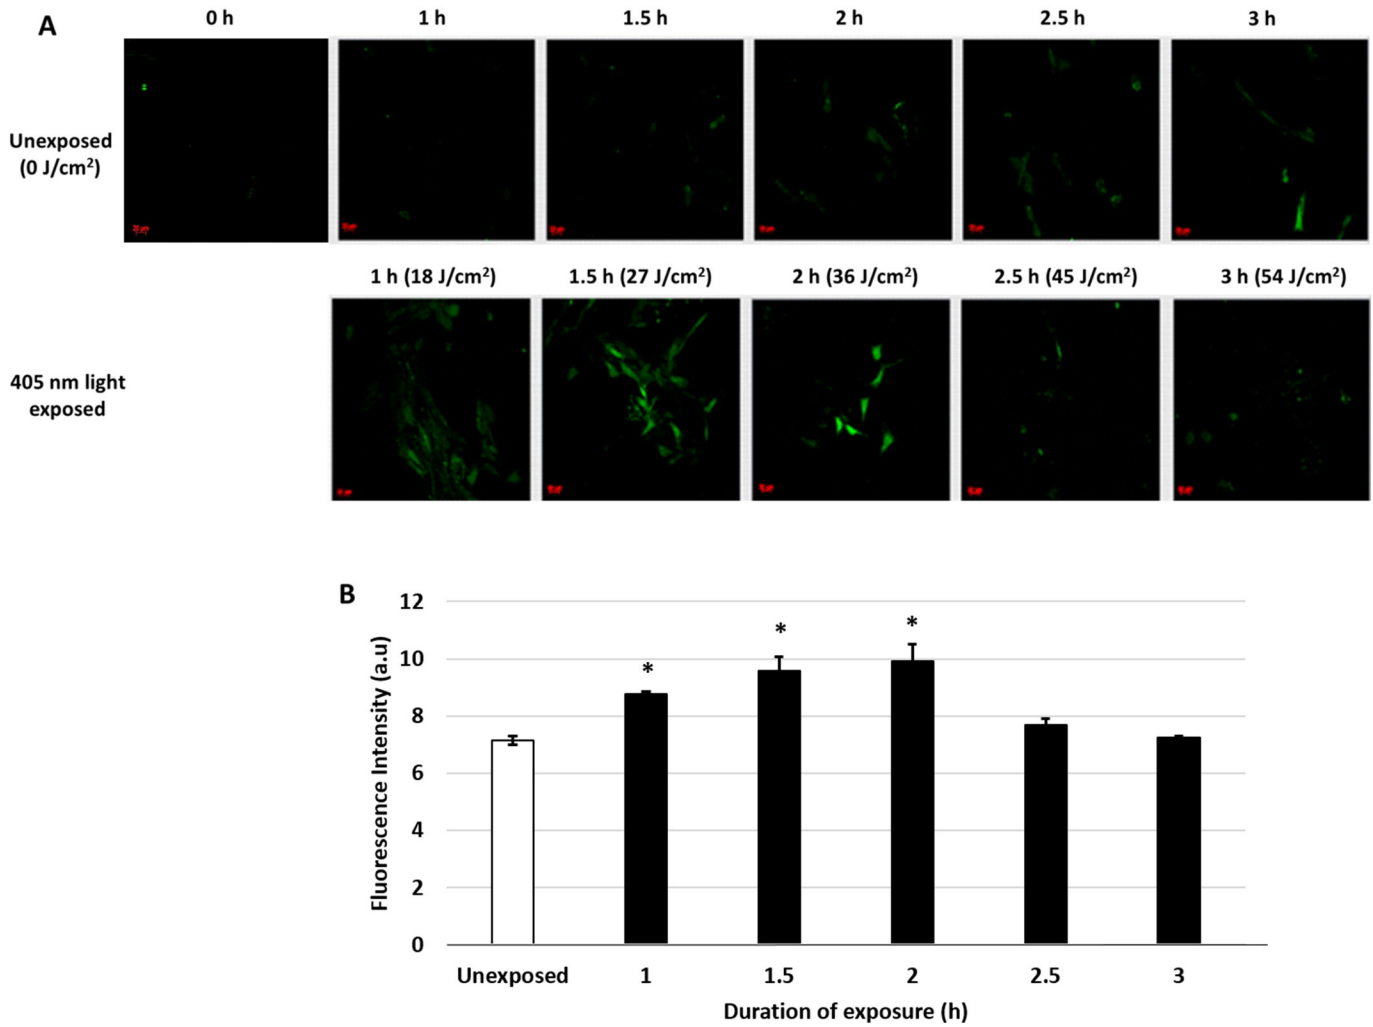 A
0 h
1 h
1.5 h
2 h
2.5 h
3 h
Unexposed
(0 J/cm²)
1 h (18 J/cm²)
1.5 h (27 J/cm²)
2 h (36 J/cm²)
2.5 h (45 J/cm²)
3 h (54 J/cm²)
405 nm light
exposed
B
Fluorescence Intensity (a.u)
12
10
8
6
4
2
0
*
*
*
Unexposed
1
1.5
2
2.5
3
Duration of exposure (h)